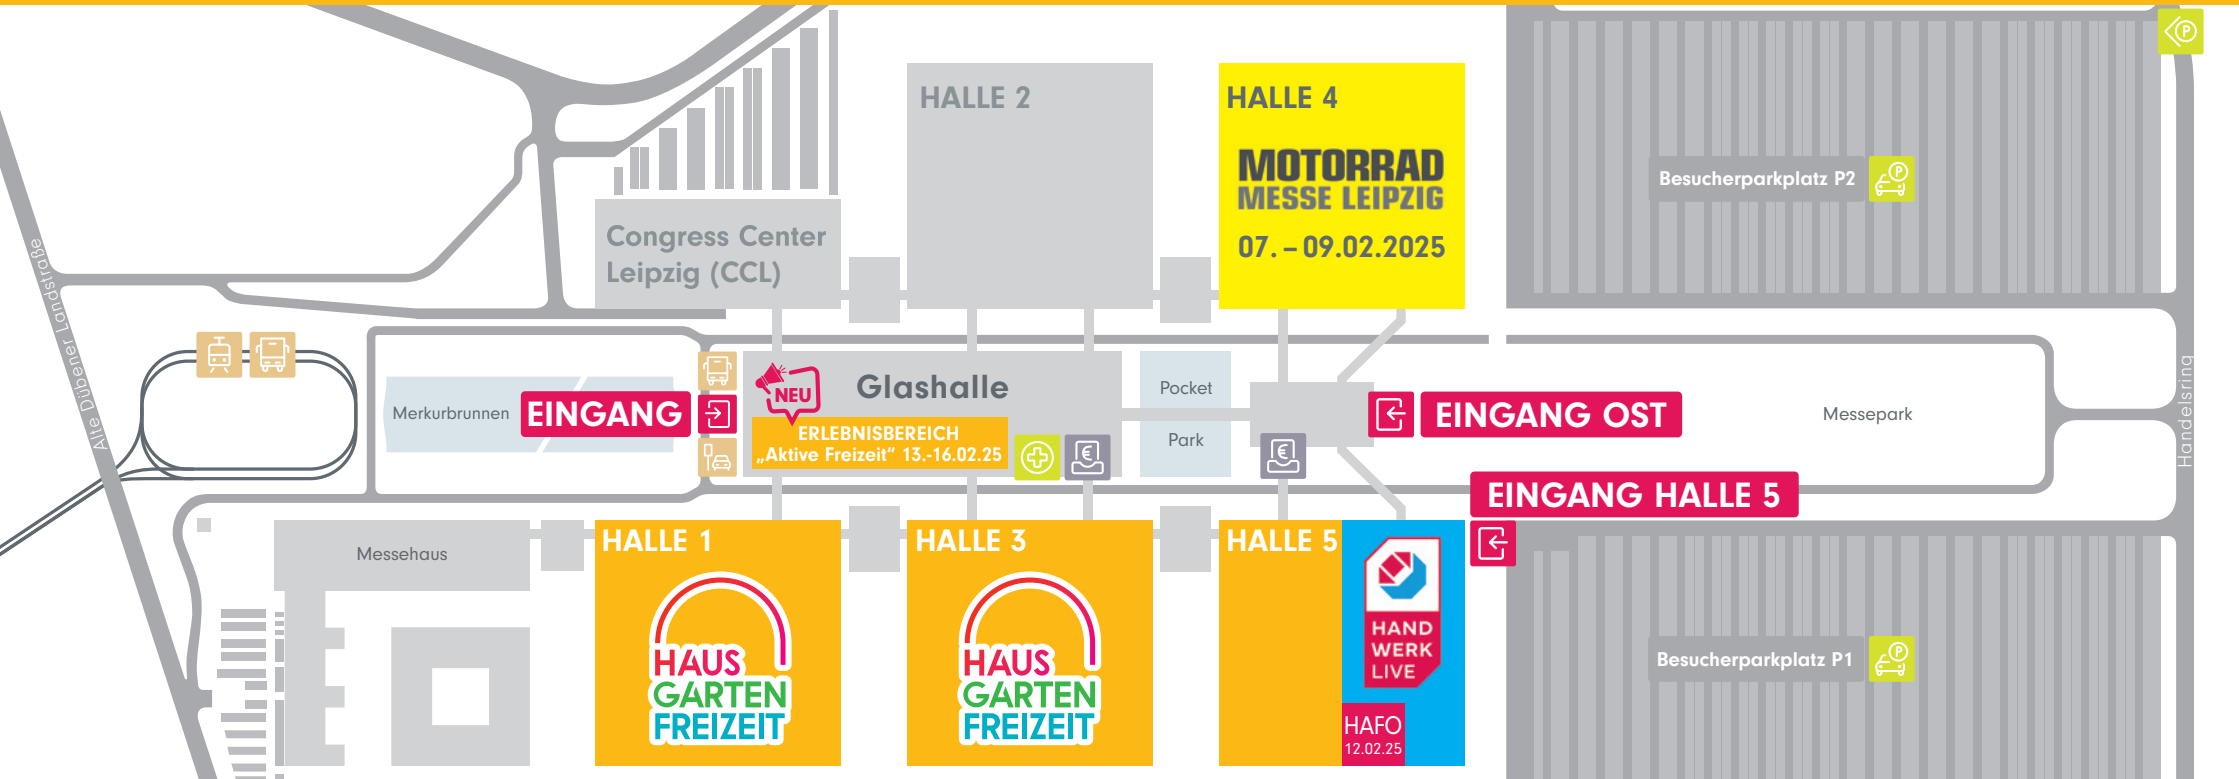 HALLE 2
HALLE 4
MOTORRAD
MESSE LEIPZIG
07. – 09.02.2025
P
Besucherparkplatz P2
P
Congress Center
Leipzig (CCL)
Alte Dübener Landstraße
Merkurbrunnen
EINGANG
NEU
Glashalle
ERLEBNISBEREICH
„Aktive Freizeit“ 13.-16.02.25
€
Pocket
Park
€
EINGANG OST
Messepark
Handelsring
EINGANG HALLE 5
Messehaus
HALLE 1
HAUS
GARTEN
FREIZEIT
HALLE 3
HAUS
GARTEN
FREIZEIT
HALLE 5
HAND
WERK
LIVE
HAFO
12.02.25
Besucherparkplatz P1
P